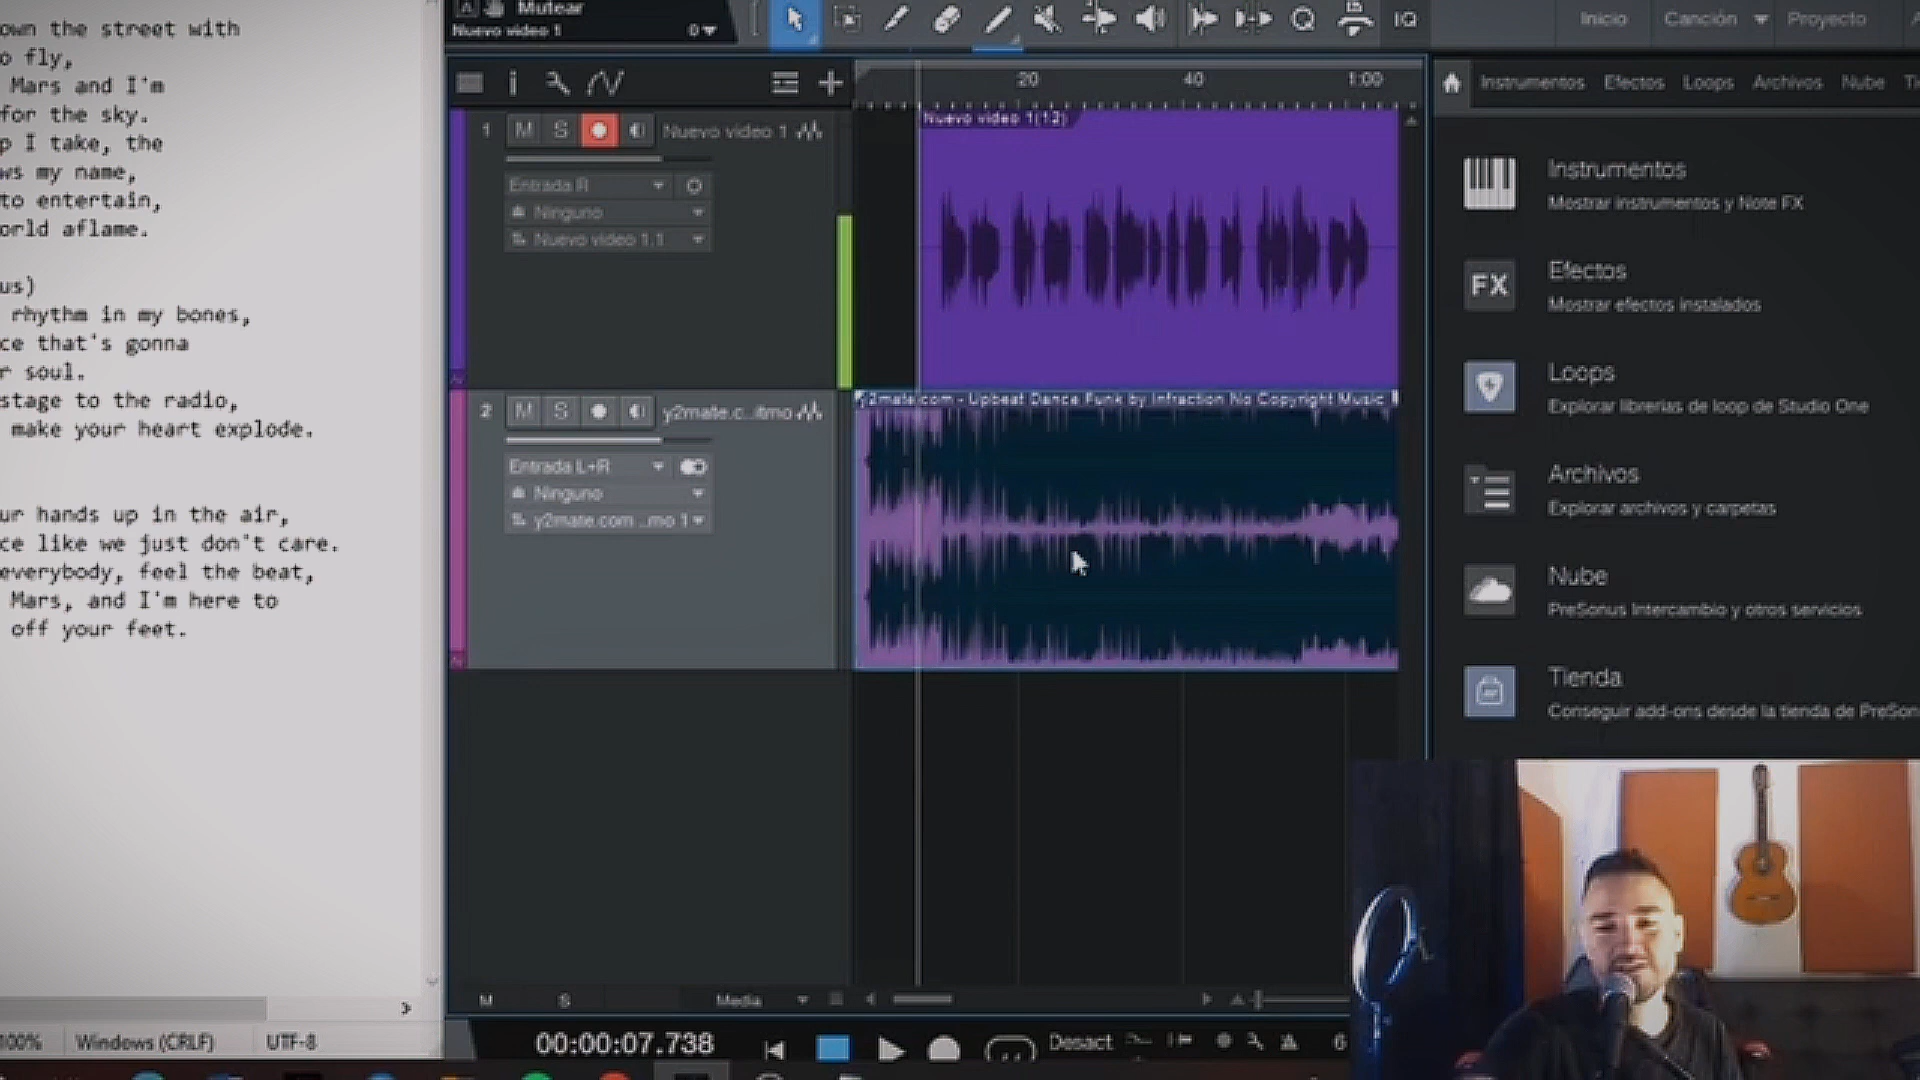 own the street with
o fly,
Mars and I'm
for the sky.
p I take, the
ws my name,
to entertain,
orld aflame.
us)
rhythm in my bones,
ce that's gonna
r soul.
stage to the radio,
make your heart explode.
ur hands up in the air,
ce like we just don't care.
everybody, feel the beat,
Mars, and I'm here to
off your feet.
100%
Windows (CRLF)
UTF-8
A
Mutear
Nuevo video 1
0
IQ
Inicio
Canción
Proyecto
20
40
1:00
1
M
S
Nuevo video 1
Entrada R
Ninguno
Nuevo video 1.1
Nuevo video 1(12)
2
M
S
y2mate.c...itmo
Entrada L+R
Ninguno
y2mate.com ..mo 1
y2mate.com - Upbeat Dance Funk by Infraction No Copyright Music
M
S
Media
00:00:07.738
Desact
6
Instrumentos
Efectos
Loops
Archivos
Nube
Instrumentos
Mostrar instrumentos y Note FX
FX
Efectos
Mostrar efectos instalados
Loops
Explorar librerias de loop de Studio One
Archivos
Explorar archivos y carpetas
Nube
PreSonus Intercambio y otros servicios
Tienda
Conseguir add-ons desde la tienda de PreSon